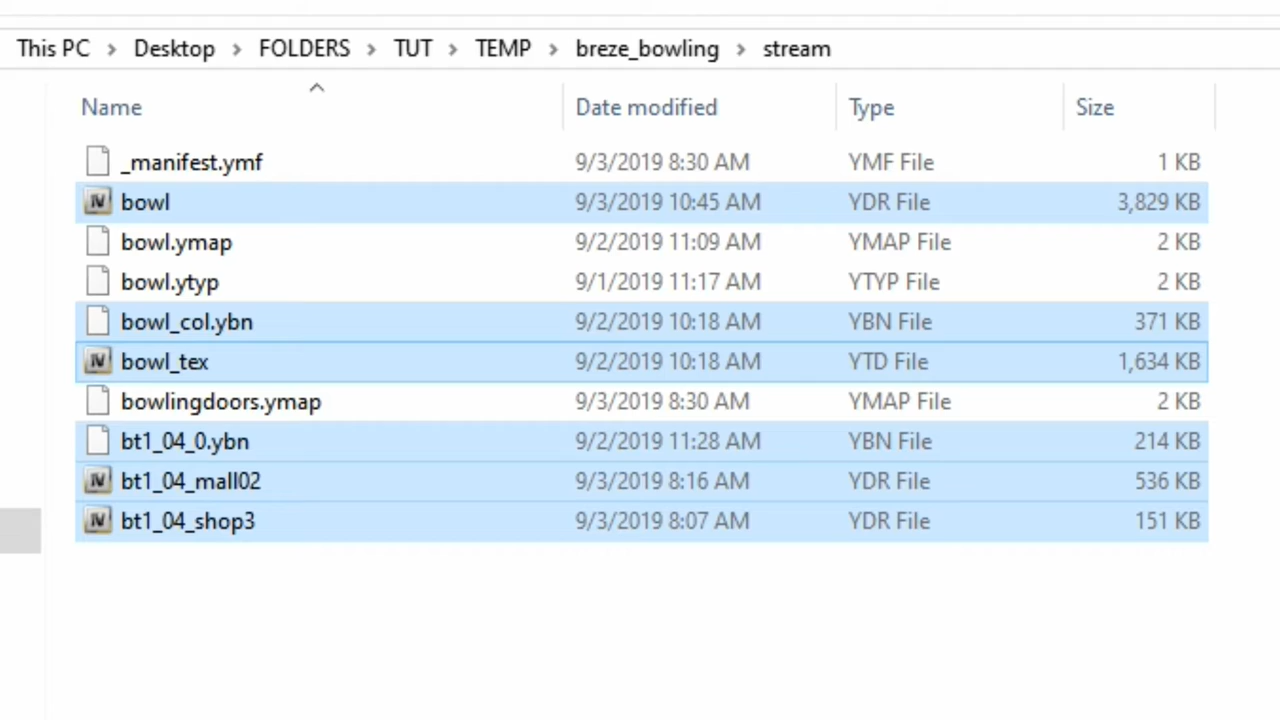 This PC > Desktop > FOLDERS > TUT > TEMP > breze_bowling > stream
Name Date modified Type Size
_manifest.ymf 9/3/2019 8:30 AM YMF File 1 KB
bowl 9/3/2019 10:45 AM YDR File 3,829 KB
bowl.ymap 9/2/2019 11:09 AM YMAP File 2 KB
bowl.ytyp 9/1/2019 11:17 AM YTYP File 2 KB
bowl_col.ybn 9/2/2019 10:18 AM YBN File 371 KB
bowl_tex 9/2/2019 10:18 AM YTD File 1,634 KB
bowlingdoors.ymap 9/3/2019 8:30 AM YMAP File 2 KB
bt1_04_0.ybn 9/2/2019 11:28 AM YBN File 214 KB
bt1_04_mall02 9/3/2019 8:16 AM YDR File 536 KB
bt1_04_shop3 9/3/2019 8:07 AM YDR File 151 KB